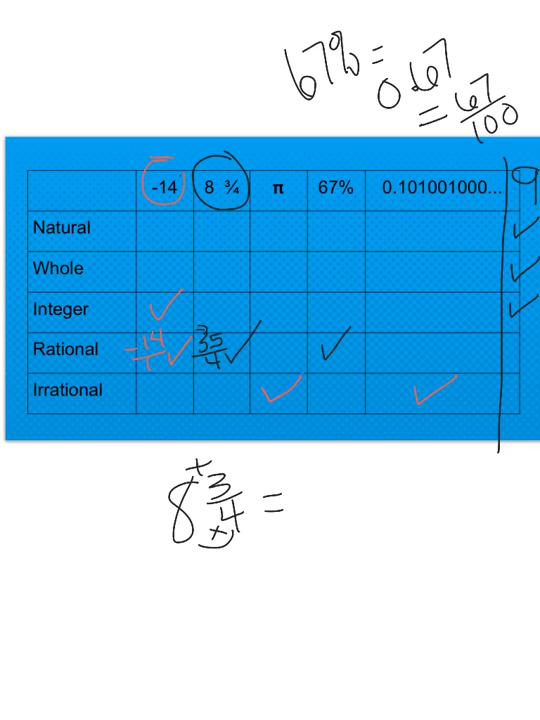 67% =
0.67
= 67/100
-14 8 ¾ π 67% 0.101001000... 9
Natural ✓
Whole ✓
Integer ✓ ✓
Rational -14/1 ✓ = 35/4 ✓ ✓
Irrational ✓ ✓
+
8 3/4 =
×